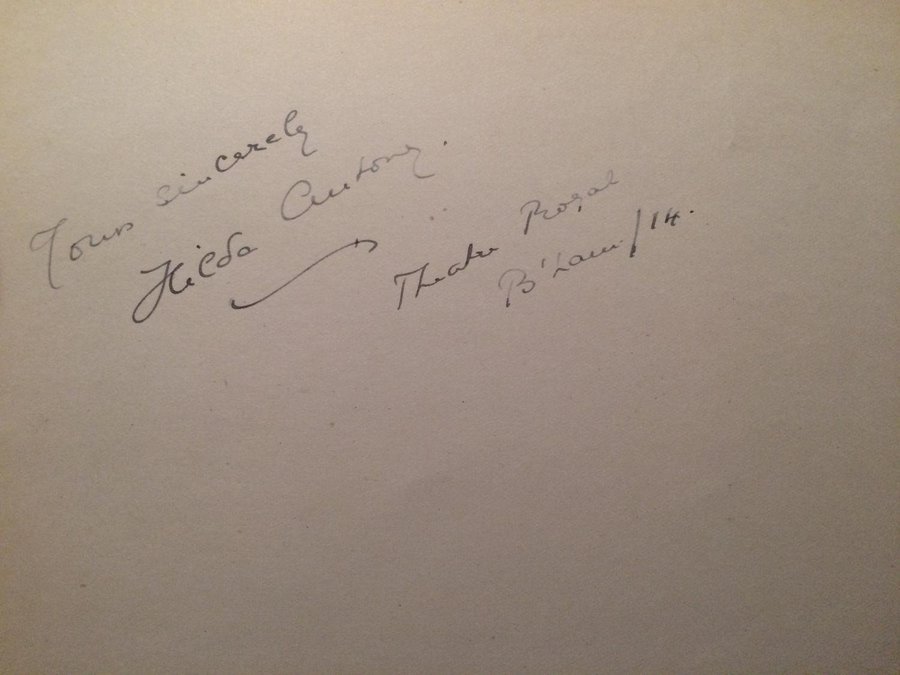 Yours sincerely
Hilda Antony.
Theatre Royal
B'ham/14.